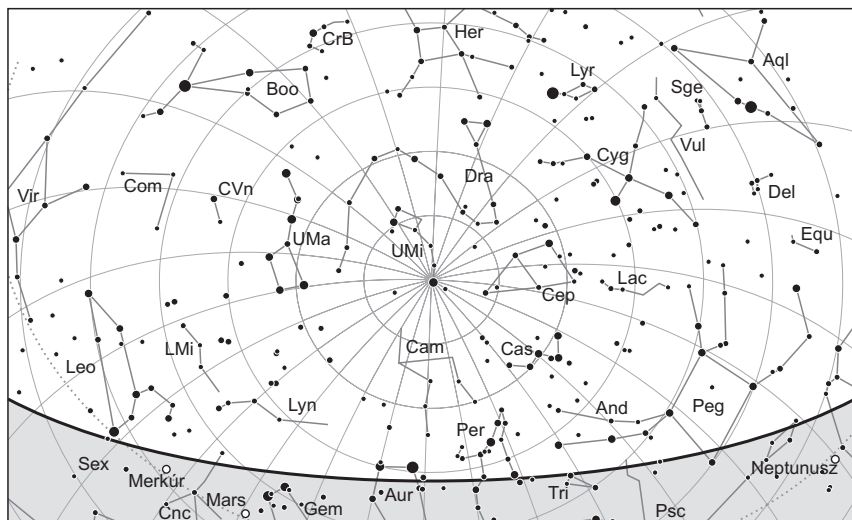 CrB
Her
Aql
Lyr
Boo
Sge
Cyg
Vul
Vir
Com
CVn
Dra
Del
UMa
UMi
Equ
Lac
Cep
Leo
LMi
Cam
Cas
Lyn
And
Peg
Per
Sex
Merkúr
Neptunusz
Mars
Cnc
Gem
Aur
Tri
Psc